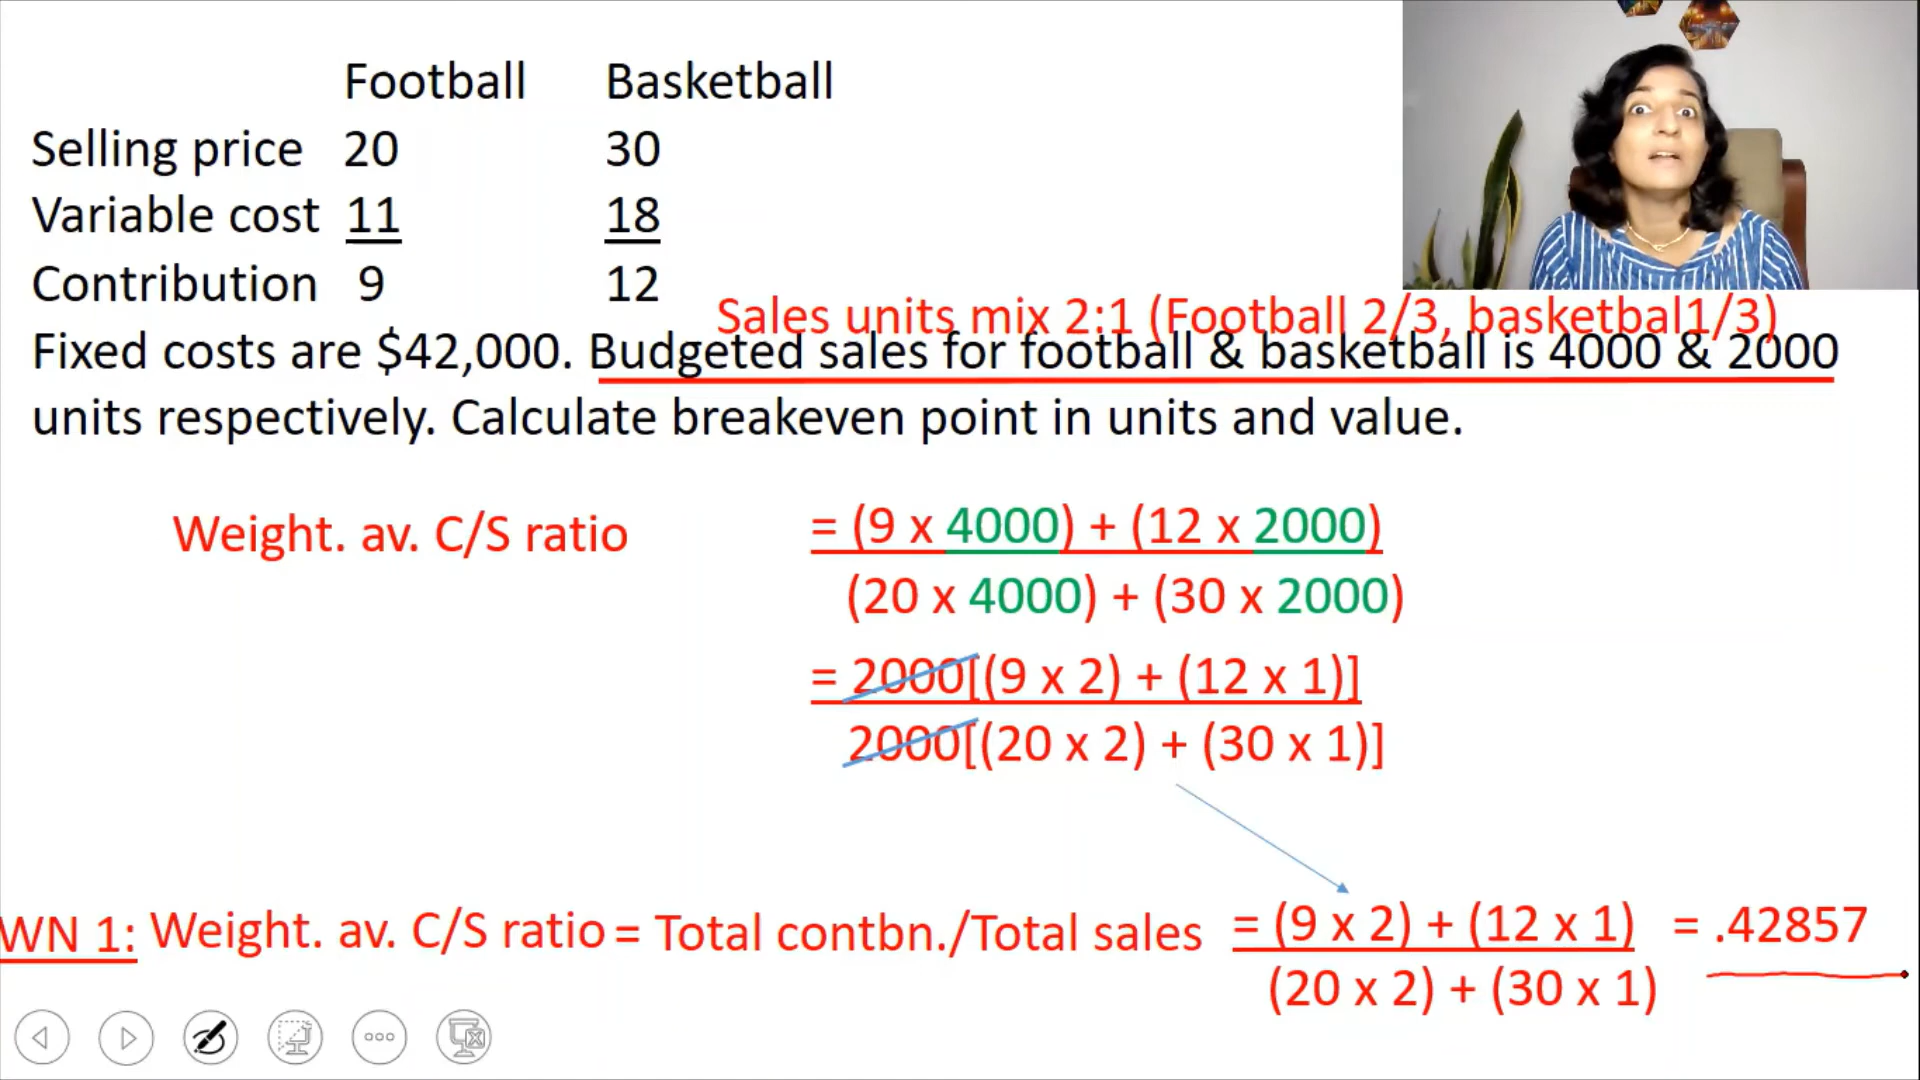 Football Basketball
Selling price 20 30
Variable cost 11 18
Contribution 9 12
Sales units mix 2:1 (Football 2/3, basketbal1/3)
Fixed costs are $42,000. Budgeted sales for football & basketball is 4000 & 2000
units respectively. Calculate breakeven point in units and value.
Weight. av. C/S ratio = (9 x 4000) + (12 x 2000)
(20 x 4000) + (30 x 2000)
= 2000[(9 x 2) + (12 x 1)]
2000[(20 x 2) + (30 x 1)]
WN 1: Weight. av. C/S ratio = Total contbn./Total sales = (9 x 2) + (12 x 1) = .42857
(20 x 2) + (30 x 1)